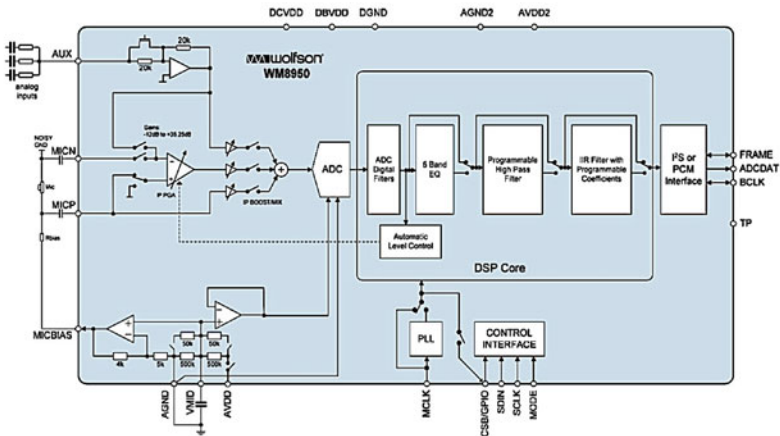 DCVDD DBVDD DGND AGND2 AVDD2
AUX
20k
20k
wolfson
WM8950
analog
inputs
Gains
-12dB to +35.25dB
NOISY
GND
MICN
Mic
MICP
Rbias
IP PGA
IP BOOST/MIX
ADC
ADC
Digital
Filters
5 Band
EQ
Programmable
High Pass
Filter
IIR Filter with
Programmable
Coefficients
I²S or
PCM
Interface
FRAME
ADCDAT
BCLK
TP
Automatic
Level Control
DSP Core
MICBIAS
4k
5k
50k
50k
500k
500k
PLL
CONTROL
INTERFACE
AGND
VMID
AVDD
MCLK
CSB/GPIO
SDIN
SCLK
MODE